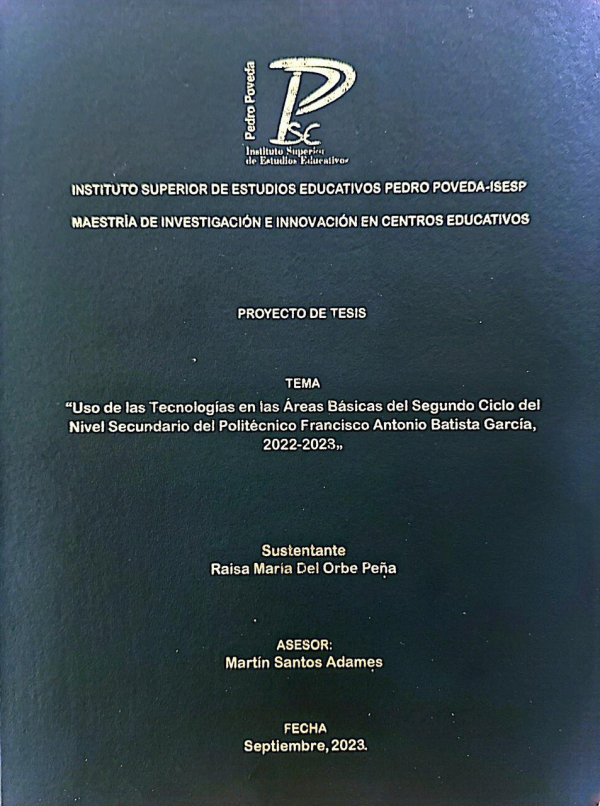 Pedro Poveda
PSC
Instituto Superior
de Estudios Educativos
INSTITUTO SUPERIOR DE ESTUDIOS EDUCATIVOS PEDRO POVEDA-ISESP
MAESTRÍA DE INVESTIGACIÓN E INNOVACIÓN EN CENTROS EDUCATIVOS
PROYECTO DE TESIS
TEMA
“Uso de las Tecnologías en las Áreas Básicas del Segundo Ciclo del
Nivel Secundario del Politécnico Francisco Antonio Batista García,
2022-2023„
Sustentante
Raisa María Del Orbe Peña
ASESOR:
Martín Santos Adames
FECHA
Septiembre, 2023.